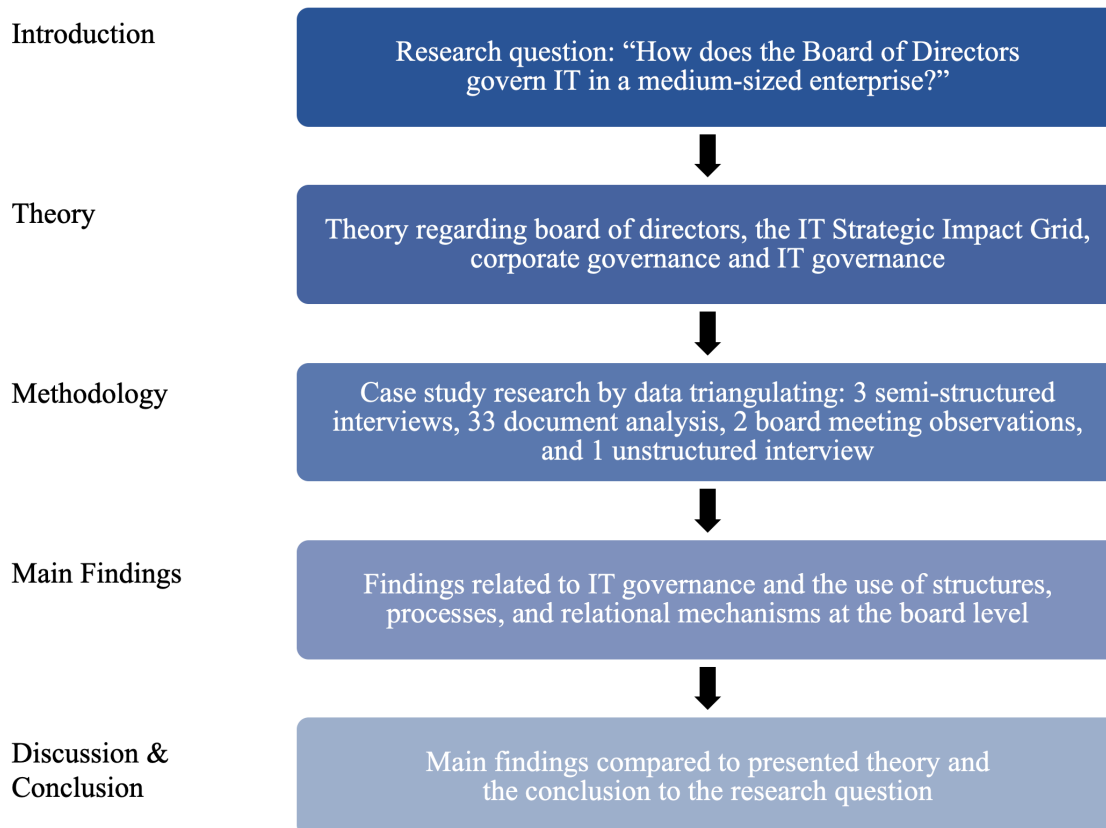 Introduction
Research question: “How does the Board of Directors
govern IT in a medium-sized enterprise?”
Theory
Theory regarding board of directors, the IT Strategic Impact Grid,
corporate governance and IT governance
Methodology
Case study research by data triangulating: 3 semi-structured
interviews, 33 document analysis, 2 board meeting observations,
and 1 unstructured interview
Main Findings
Findings related to IT governance and the use of structures,
processes, and relational mechanisms at the board level
Discussion &
Conclusion
Main findings compared to presented theory and
the conclusion to the research question